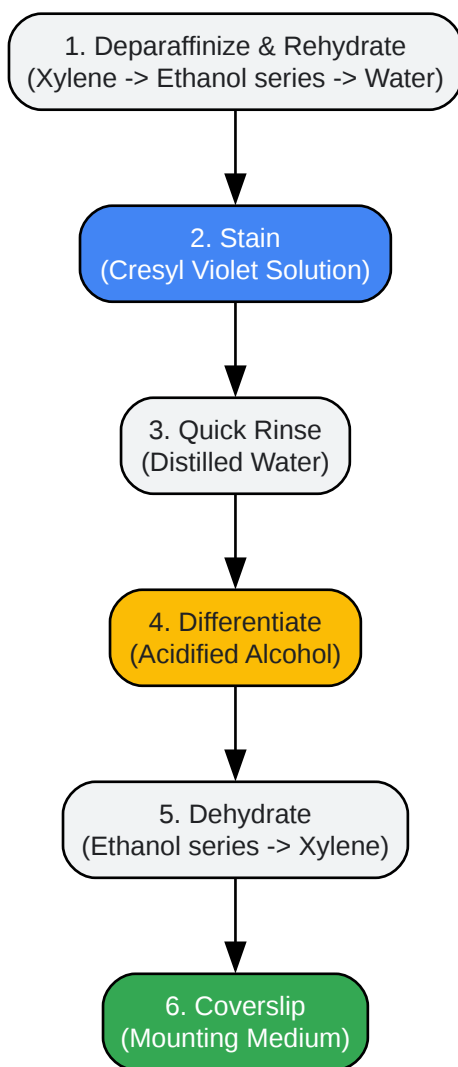 1. Deparaffinize & Rehydrate
(Xylene -> Ethanol series -> Water)
2. Stain
(Cresyl Violet Solution)
3. Quick Rinse
(Distilled Water)
4. Differentiate
(Acidified Alcohol)
5. Dehydrate
(Ethanol series -> Xylene)
6. Coverslip
(Mounting Medium)